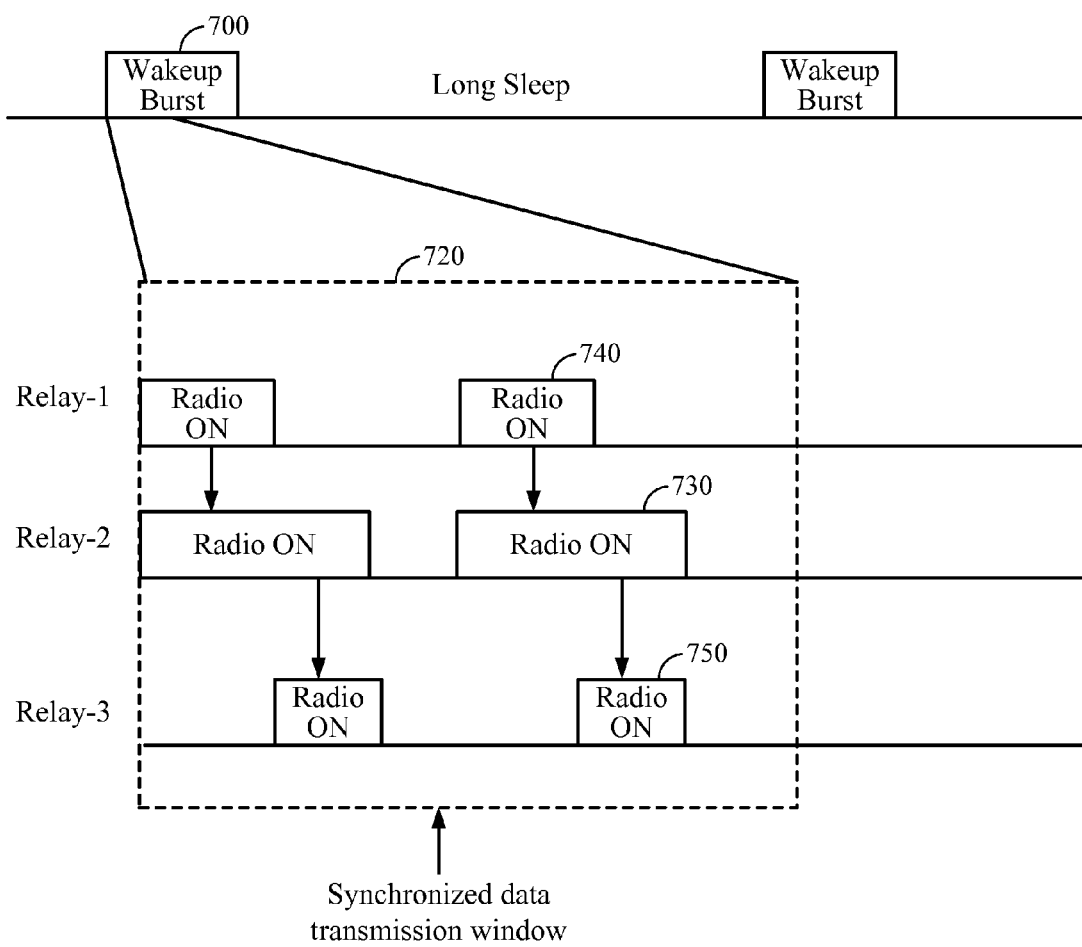 700
Wakeup
Burst
Long Sleep
Wakeup
Burst
720
740
Relay-1
Radio
ON
Radio
ON
730
Relay-2
Radio ON
Radio ON
750
Relay-3
Radio
ON
Radio
ON
Synchronized data
transmission window